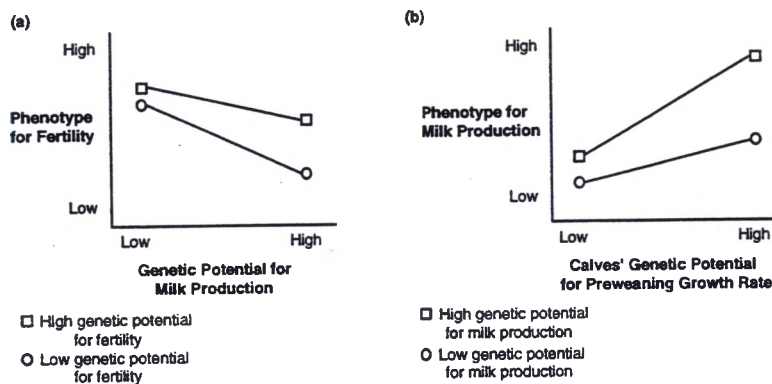 (a)
High
Phenotype
for Fertility
Low
Low
High
Genetic Potential for
Milk Production
High genetic potential
for fertility
Low genetic potential
for fertility
(b)
High
Phenotype for
Milk Production
Low
Low
High
Calves' Genetic Potential
for Preweaning Growth Rate
High genetic potential
for milk production
Low genetic potential
for milk production